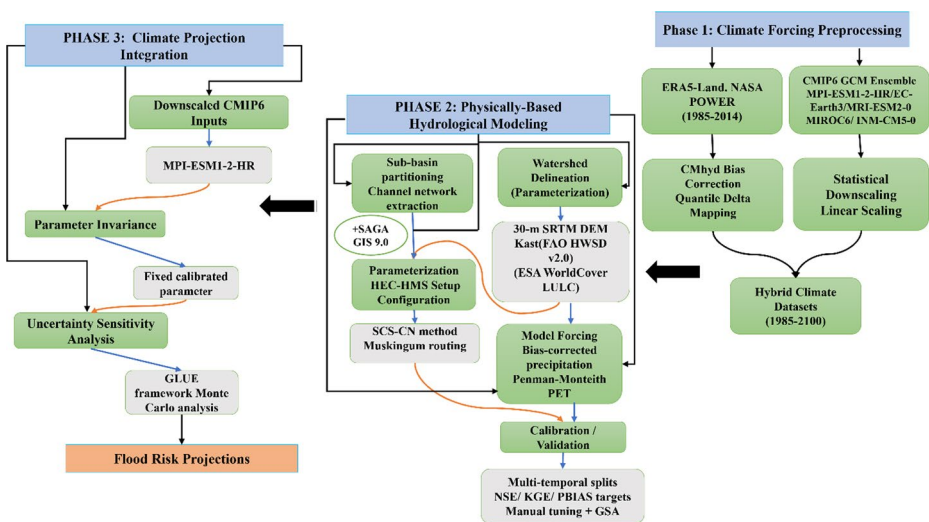 PHASE 3: Climate Projection
Integration
Downscaled CMIP6
Inputs
MPI-ESM1-2-HR
Parameter Invariance
Fixed calibrated
parameter
Uncertainty Sensitivity
Analysis
GLUE
framework Monte
Carlo analysis
Flood Risk Projections
PHASE 2: Physically-Based
Hydrological Modeling
Sub-basin
partitioning
Channel network
extraction
+SAGA
GIS 9.0
Parameterization
HEC-HMS Setup
Configuration
SCS-CN method
Muskingum routing
Watershed
Delineation
(Parameterization)
30-m SRTM DEM
Kast(FAO HWSD
v2.0)
(ESA WorldCover
LULC)
Model Forcing
Bias-corrected
precipitation
Penman-Monteith
PET
Calibration /
Validation
Multi-temporal splits
NSE/ KGE/ PBIAS targets
Manual tuning + GSA
Phase 1: Climate Forcing Preprocessing
ERA5-Land. NASA
POWER
(1985-2014)
CMhyd Bias
Correction
Quantile Delta
Mapping
CMIP6 GCM Ensemble
MPI-ESM1-2-HR/EC-
Earth3/MRI-ESM2-0
MIROC6/ INM-CM5-0
Statistical
Downscaling
Linear Scaling
Hybrid Climate
Datasets
(1985-2100)